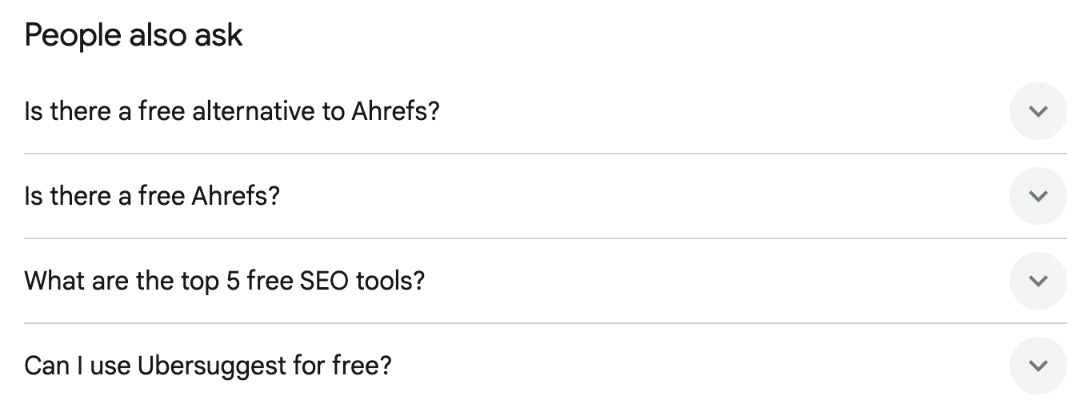 People also ask
Is there a free alternative to Ahrefs?
Is there a free Ahrefs?
What are the top 5 free SEO tools?
Can I use Ubersuggest for free?